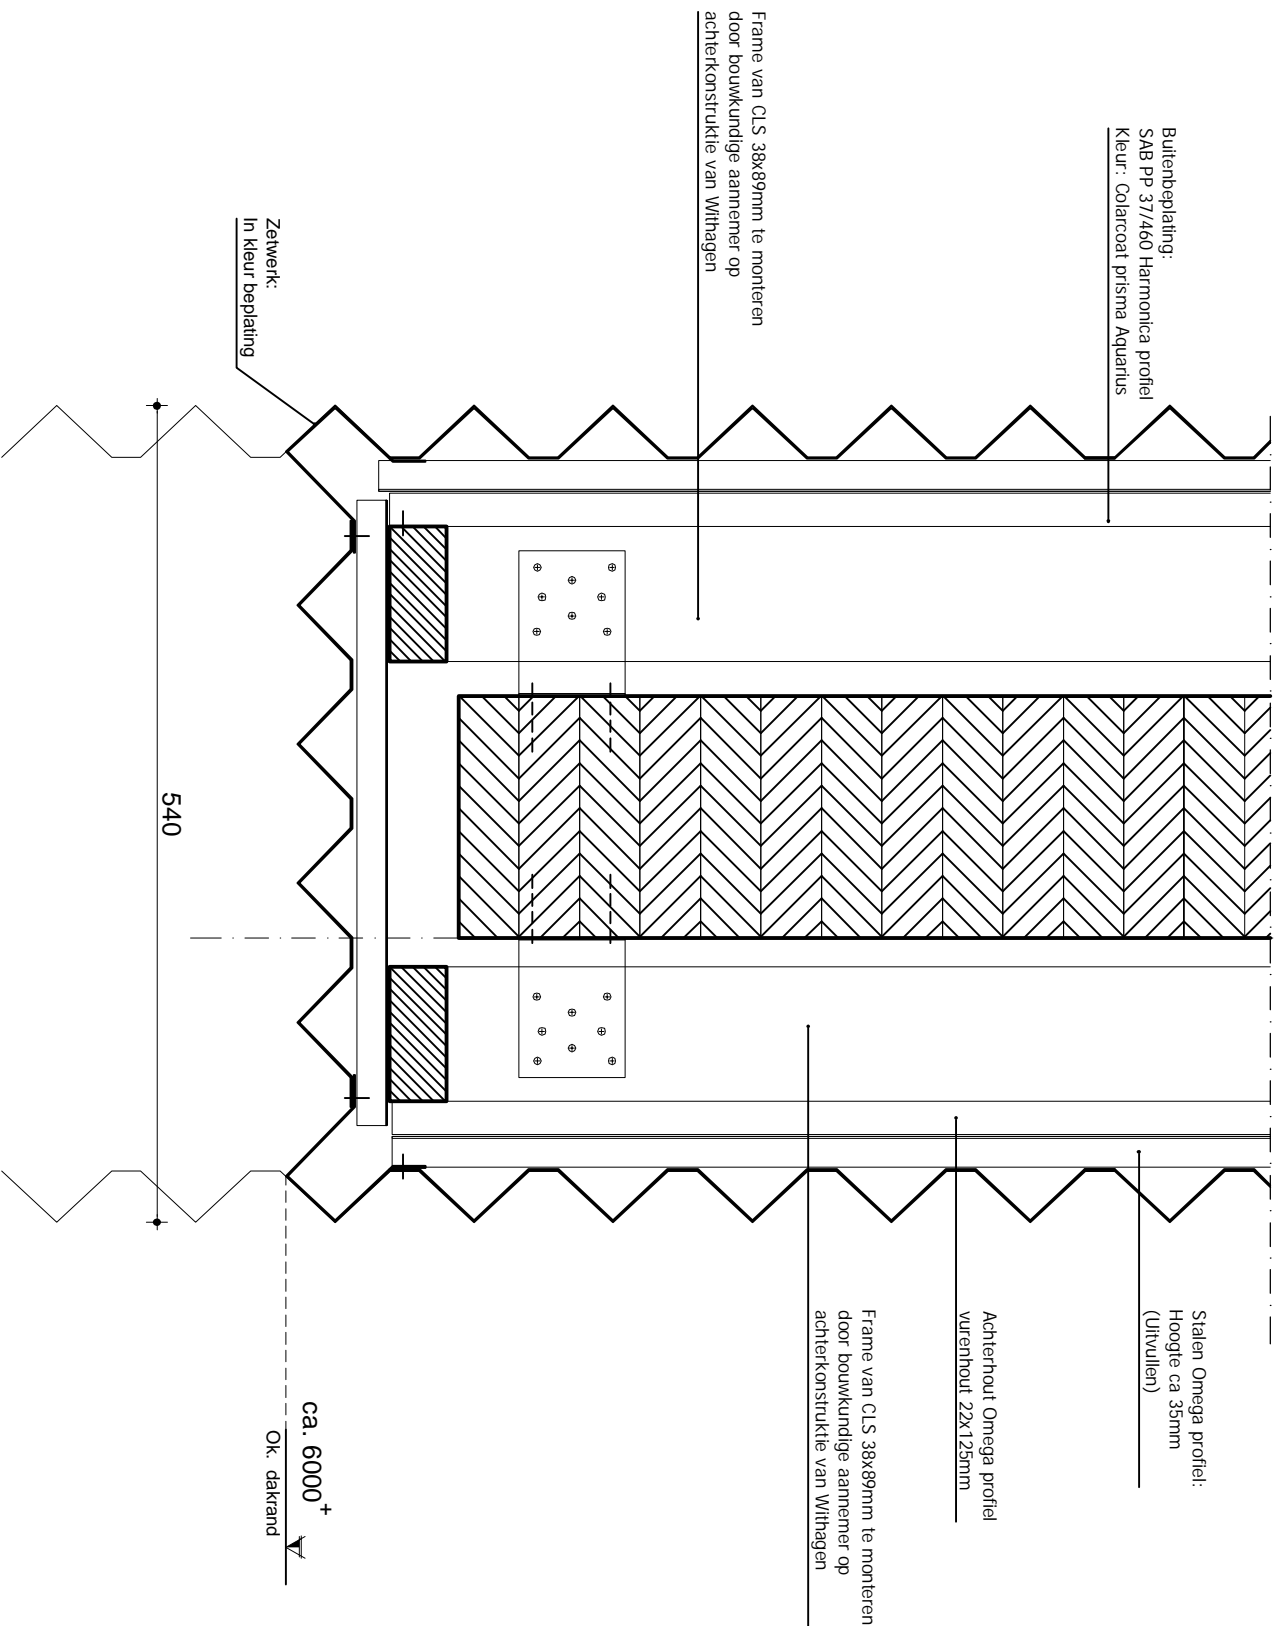 Frame van CLS 38x89mm te monteren
door bouwkundige aannemer op
achterkonstruktie van Withagen
Buitenbeplating:
SAB PP 37/460 Harmonica profiel
Kleur: Colarcoat prisma Aquarius
Zetwerk:
In kleur beplating
540
Stalen Omega profiel:
Hoogte ca 35mm
(Uitvullen)
Achterhout Omega profiel
vurenhout 22x125mm
Frame van CLS 38x89mm te monteren
door bouwkundige aannemer op
achterkonstruktie van Withagen
ca. 6000+
Ok. dakrand